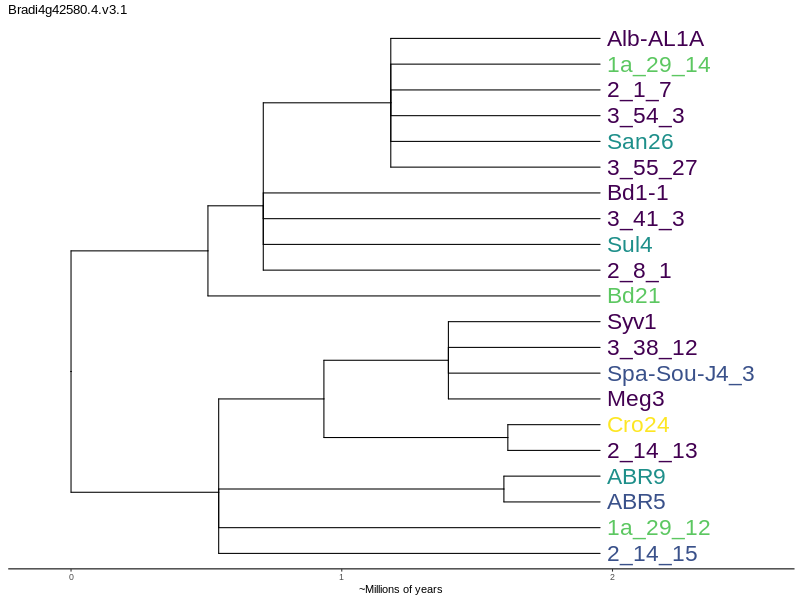 Bradi4g42580.4.v3.1
Alb-AL1A
1a_29_14
2_1_7
3_54_3
San26
3_55_27
Bd1-1
3_41_3
Sul4
2_8_1
Bd21
Syv1
3_38_12
Spa-Sou-J4_3
Meg3
Cro24
2_14_13
ABR9
ABR5
1a_29_12
2_14_15
0 1 2
~Millions of years